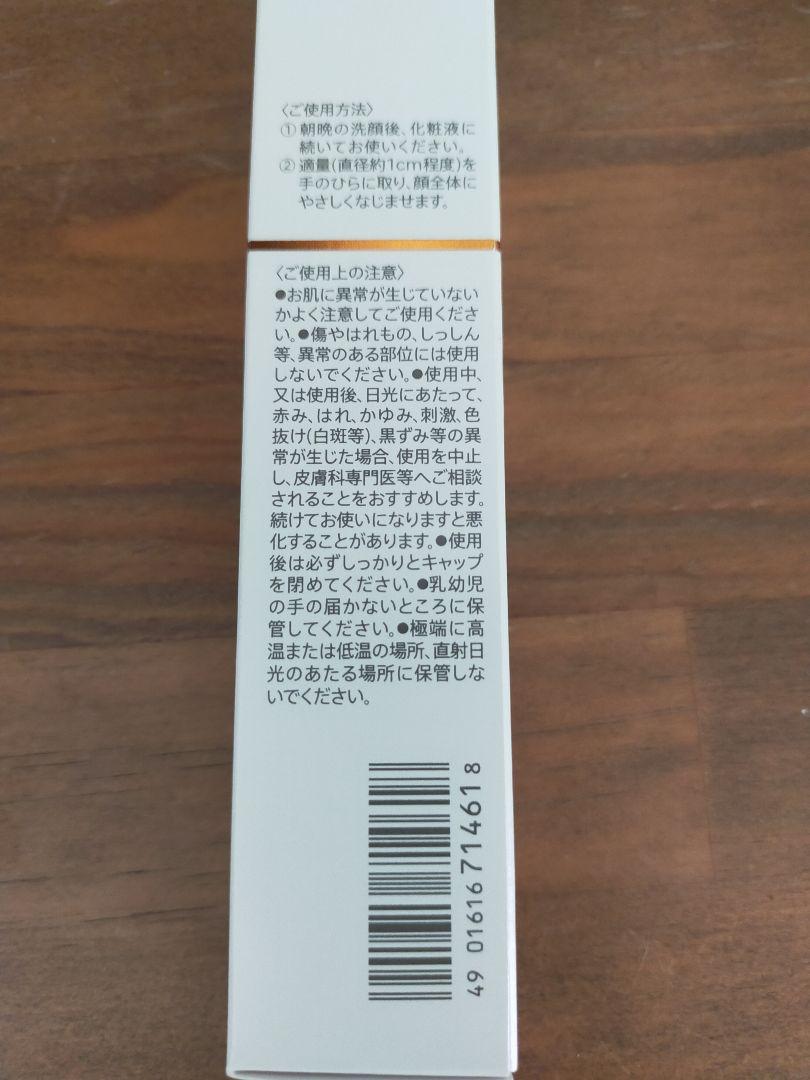 〈ご使用方法〉
①朝晩の洗顔後、化粧液に
続いてお使いください。
②適量(直径約1cm程度)を
手のひらに取り、顔全体に
やさしくなじませます。
〈ご使用上の注意〉
●お肌に異常が生じていない
かよく注意してご使用くださ
い。●傷やはれもの、しっしん
等、異常のある部位には使用
しないでください。●使用中、
又は使用後、日光にあたって、
赤み、はれ、かゆみ、刺激、色
抜け(白斑等)、黒ずみ等の異
常が生じた場合、使用を中止
し、皮膚科専門医等へご相談
されることをおすすめします。
続けてお使いになりますと悪
化することがあります。●使用
後は必ずしっかりとキャップ
を閉めてください。●乳幼児
の手の届かないところに保
管してください。●極端に高
温または低温の場所、直射日
光のあたる場所に保管しな
いでください。
49 01616 714618